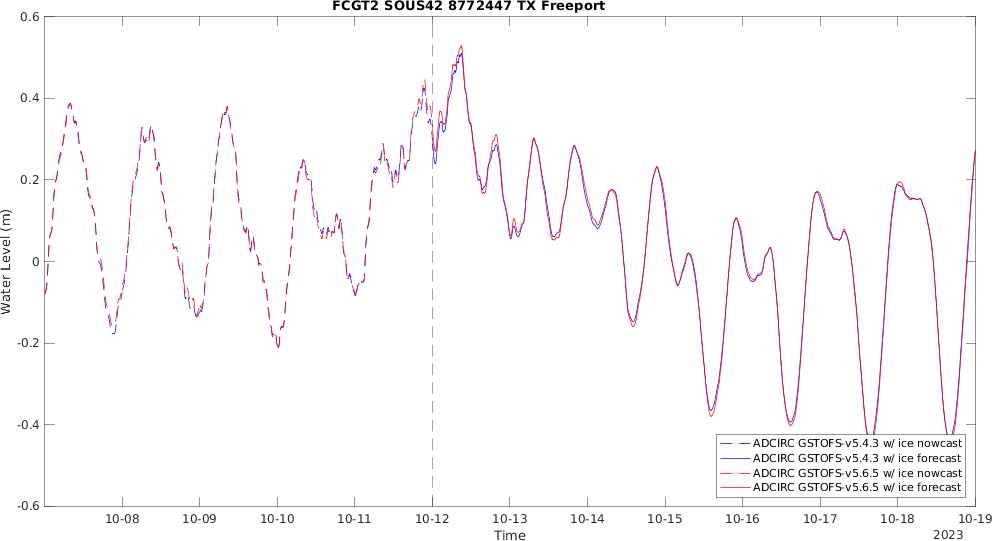 FCGT2 SOUS42 8772447 TX Freeport
0.6
0.4
0.2
0
-0.2
-0.4
-0.6
Water Level (m)
10-08
10-09
10-10
10-11
10-12
10-13
10-14
10-15
10-16
10-17
10-18
10-19
Time
2023
ADCIRC GSTOFS-v5.4.3 w/ ice nowcast
ADCIRC GSTOFS-v5.4.3 w/ ice forecast
ADCIRC GSTOFS-v5.6.5 w/ ice nowcast
ADCIRC GSTOFS-v5.6.5 w/ ice forecast